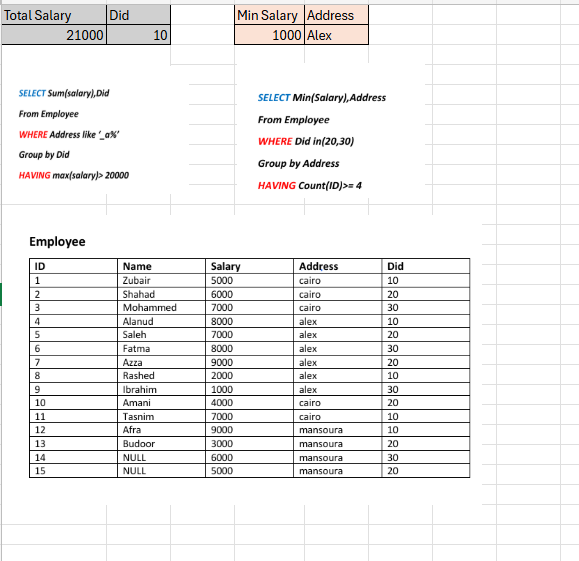 Total Salary Did Min Salary Address
21000 10 1000 Alex
SELECT Sum(salary),Did
From Employee
WHERE Address like '_a%'
Group by Did
HAVING max(salary)> 20000
SELECT Min(Salary),Address
From Employee
WHERE Did in(20,30)
Group by Address
HAVING Count(ID)>= 4
Employee
ID Name Salary Address Did
1 Zubair 5000 cairo 10
2 Shahad 6000 cairo 20
3 Mohammed 7000 cairo 30
4 Alanud 8000 alex 10
5 Saleh 7000 alex 20
6 Fatma 8000 alex 30
7 Azza 9000 alex 20
8 Rashed 2000 alex 10
9 Ibrahim 1000 alex 30
10 Amani 4000 cairo 20
11 Tasnim 7000 cairo 10
12 Afra 9000 mansoura 10
13 Budoor 3000 mansoura 20
14 NULL 6000 mansoura 30
15 NULL 5000 mansoura 20